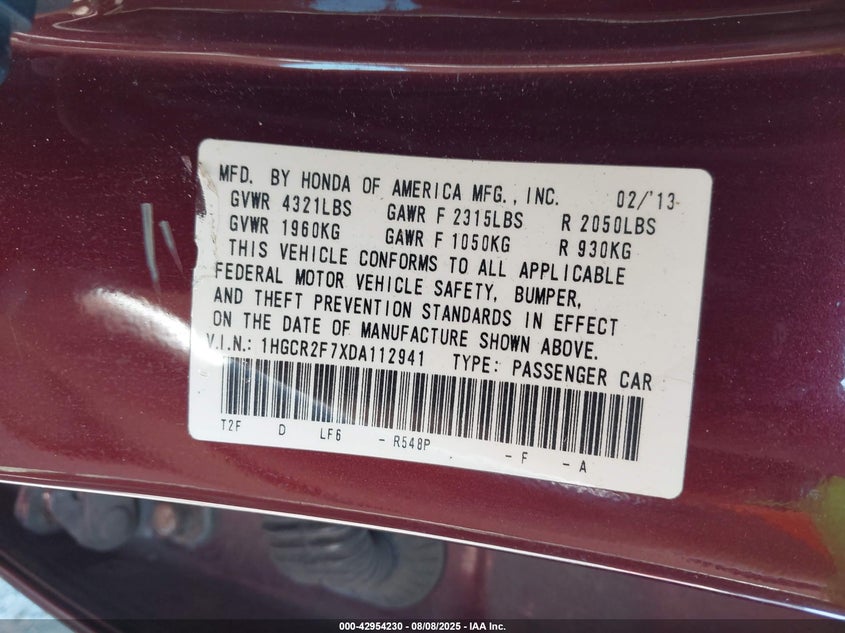 MFD. BY HONDA OF AMERICA MFG., INC. 02/'13
GVWR 4321LBS GAWR F 2315LBS R 2050LBS
GVWR 1960KG GAWR F 1050KG R 930KG
THIS VEHICLE CONFORMS TO ALL APPLICABLE
FEDERAL MOTOR VEHICLE SAFETY, BUMPER,
AND THEFT PREVENTION STANDARDS IN EFFECT
ON THE DATE OF MANUFACTURE SHOWN ABOVE.
V.I.N.: 1HGCR2F7XDA112941 TYPE: PASSENGER CAR
T2F D LF6 - R548P - F - A
000-42954230 - 08/08/2025 - IAA Inc.